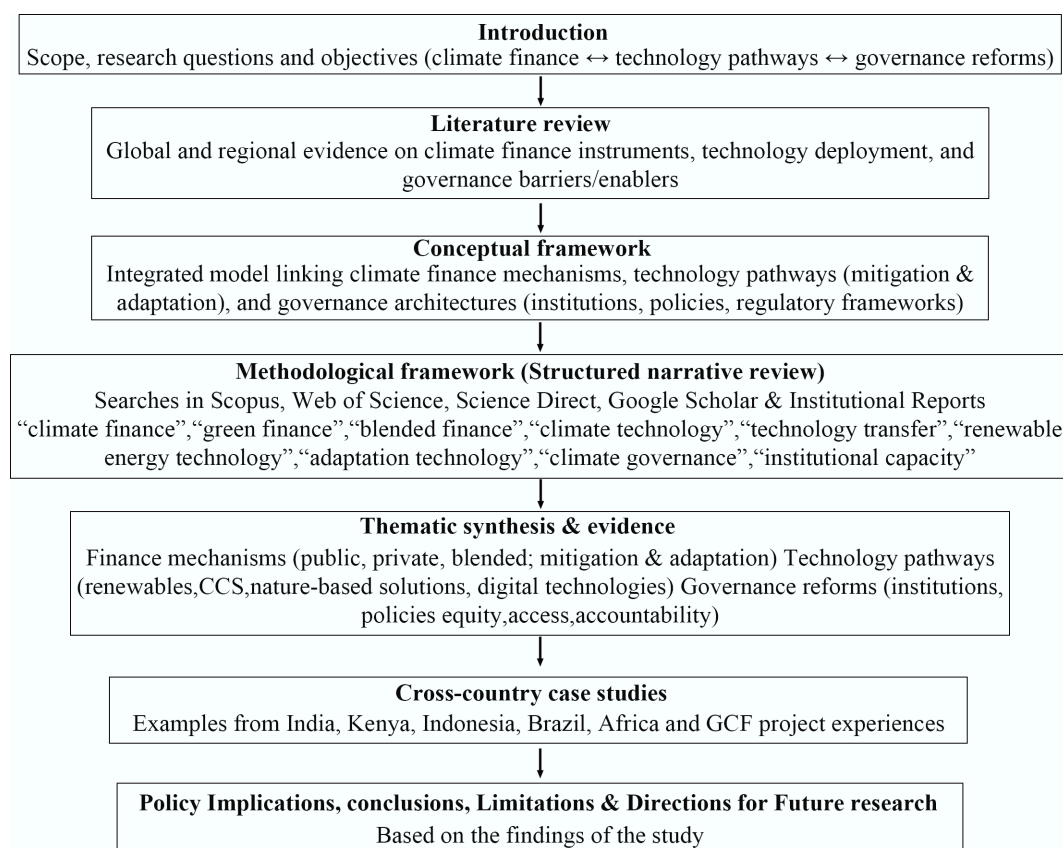 Introduction
Scope, research questions and objectives (climate finance ↔ technology pathways ↔ governance reforms)
Literature review
Global and regional evidence on climate finance instruments, technology deployment, and
governance barriers/enablers
Conceptual framework
Integrated model linking climate finance mechanisms, technology pathways (mitigation &
adaptation), and governance architectures (institutions, policies, regulatory frameworks)
Methodological framework (Structured narrative review)
Searches in Scopus, Web of Science, Science Direct, Google Scholar & Institutional Reports
“climate finance”,“green finance”,“blended finance”,“climate technology”,“technology transfer”,“renewable
energy technology”,“adaptation technology”,“climate governance”,“institutional capacity”
Thematic synthesis & evidence
Finance mechanisms (public, private, blended; mitigation & adaptation) Technology pathways
(renewables,CCS,nature-based solutions, digital technologies) Governance reforms (institutions,
policies equity,access,accountability)
Cross-country case studies
Examples from India, Kenya, Indonesia, Brazil, Africa and GCF project experiences
Policy Implications, conclusions, Limitations & Directions for Future research
Based on the findings of the study